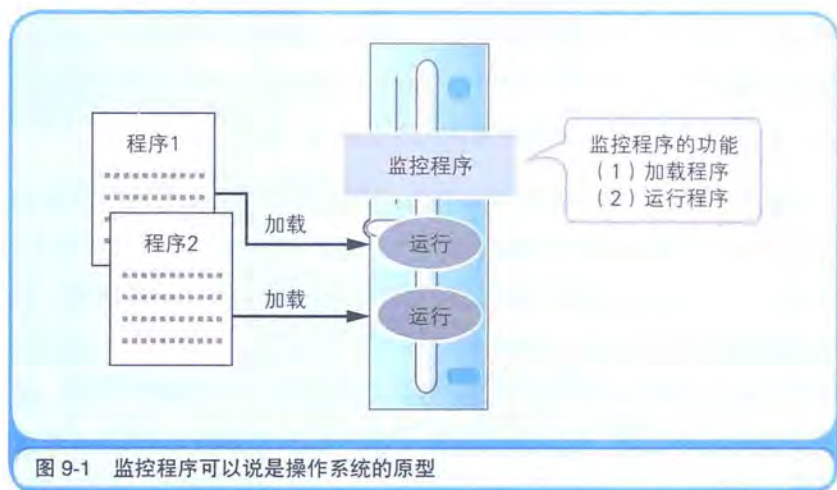 程序1
程序2
加载
加载
监控程序
运行
运行
监控程序的功能
（1）加载程序
（2）运行程序
图 9-1 监控程序可以说是操作系统的原型